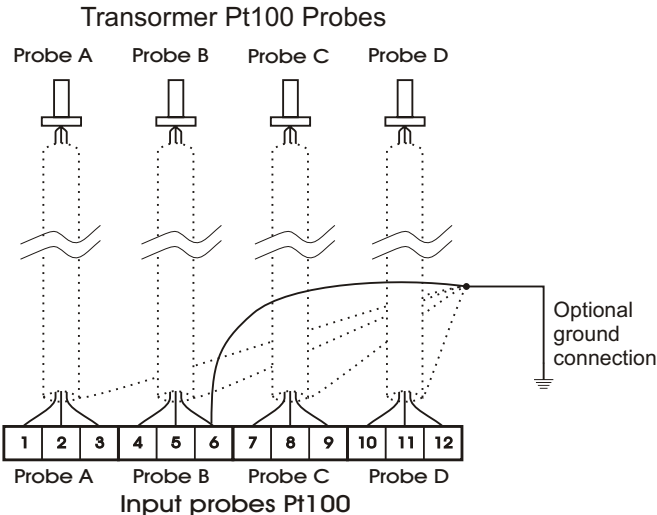 Transormer Pt100 Probes
Probe A Probe B Probe C Probe D
Optional
ground
connection
1 2 3 4 5 6 7 8 9 10 11 12
Probe A Probe B Probe C Probe D
Input probes Pt100